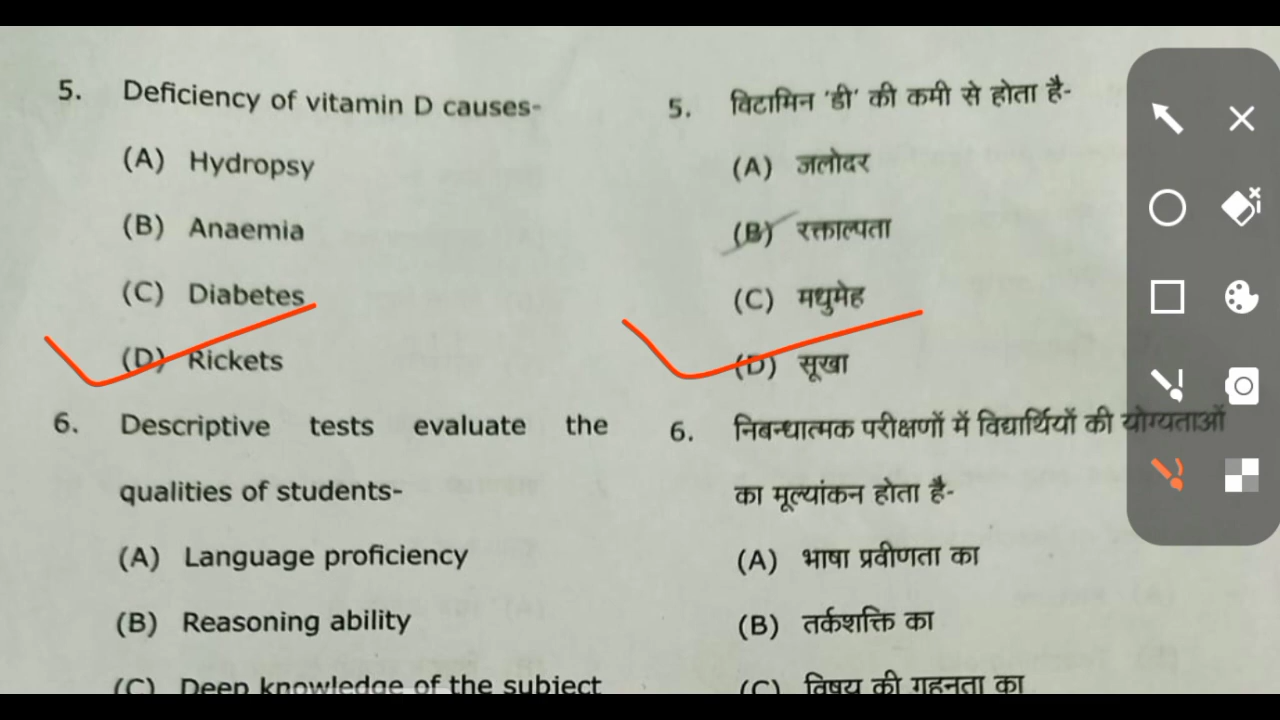 5. Deficiency of vitamin D causes-
(A) Hydropsy
(B) Anaemia
(C) Diabetes
(D) Rickets
6. Descriptive tests evaluate the
qualities of students-
(A) Language proficiency
(B) Reasoning ability
(C) Deep knowledge of the subject
5. विटामिन 'डी' की कमी से होता है-
(A) जलोदर
(B) रक्ताल्पता
(C) मधुमेह
(D) सूखा
6. निबन्धात्मक परीक्षणों में विद्यार्थियों की योग्यताओं
का मूल्यांकन होता है-
(A) भाषा प्रवीणता का
(B) तर्कशक्ति का
(C) विषय की गहनता का